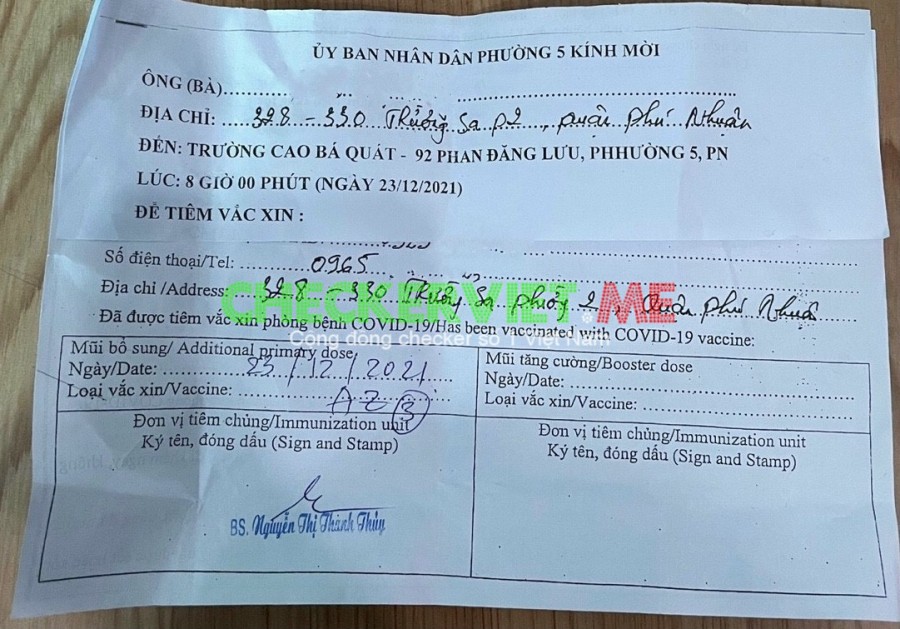 ỦY BAN NHÂN DÂN PHƯỜNG 5 KÍNH MỜI
ÔNG (BÀ)..............................
ĐỊA CHỈ: ...328 - 330 Trường Sa P2, Quận Phú Nhuận
ĐẾN: TRƯỜNG CAO BÁ QUÁT - 92 PHAN ĐĂNG LƯU, PHHƯỜNG 5, PN
LÚC: 8 GIỜ 00 PHÚT (NGÀY 23/12/2021)
ĐỂ TIÊM VẮC XIN :
Số điện thoại/Tel: ............0965
Địa chỉ /Address: 328 - 330 Trường Sa Phường 2, Quận Phú Nhuận
CHECKERVIET.ME
Đã được tiêm vắc xin phòng bệnh COVID-19/Has been vaccinated with COVID-19 vaccine:
Cộng đồng checker số 1 Việt Nam
Mũi bổ sung/ Additional primary dose
Ngày/Date: ............23/12/2021
Loại vắc xin/Vaccine: ............AZ (3)
Đơn vị tiêm chủng/Immunization unit
Ký tên, đóng dấu (Sign and Stamp)
BS. Nguyễn Thị Thanh Thủy
Mũi tăng cường/Booster dose
Ngày/Date: ..............................
Loại vắc xin/Vaccine: ..............................
Đơn vị tiêm chủng/Immunization unit
Ký tên, đóng dấu (Sign and Stamp)